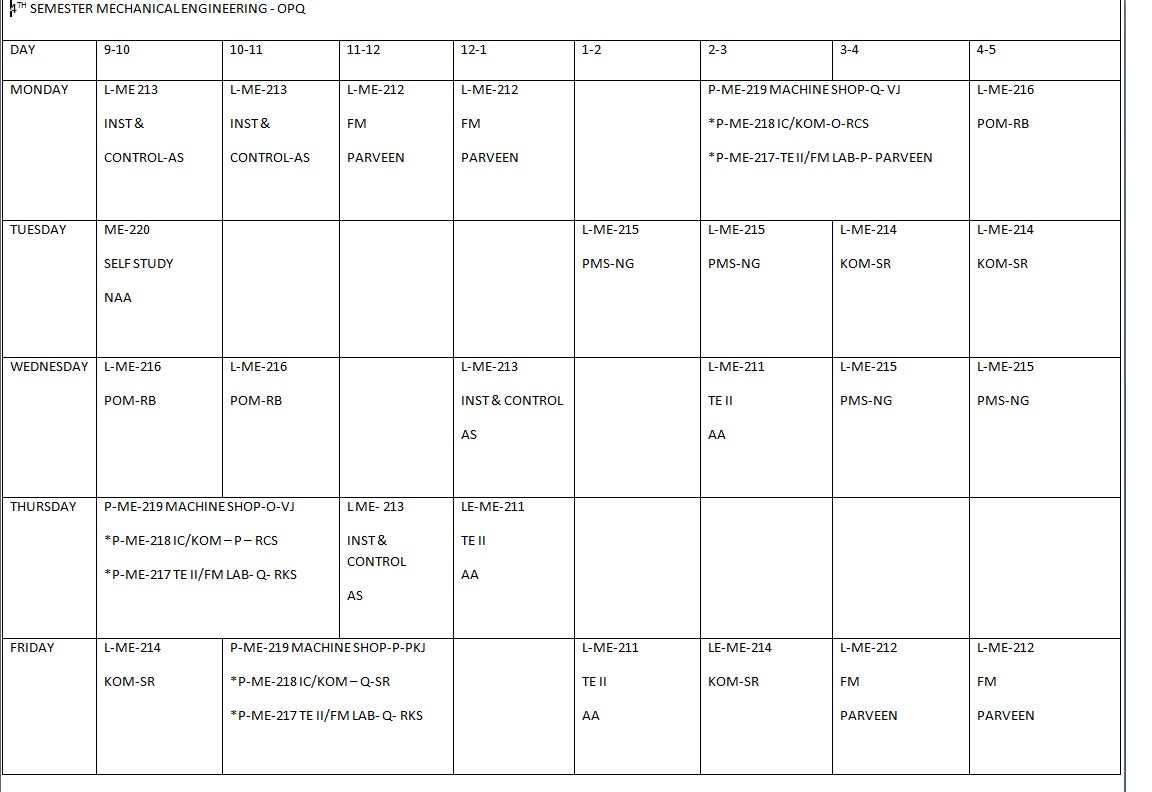 4TH SEMESTER MECHANICAL ENGINEERING - OPQ
DAY 9-10 10-11 11-12 12-1 1-2 2-3 3-4 4-5
MONDAY
L-ME 213
INST &
CONTROL-AS
L-ME-213
INST &
CONTROL-AS
L-ME-212
FM
PARVEEN
L-ME-212
FM
PARVEEN
P-ME-219 MACHINE SHOP-Q- VJ
*P-ME-218 IC/KOM-O-RCS
*P-ME-217-TE II/FM LAB-P- PARVEEN
L-ME-216
POM-RB
TUESDAY
ME-220
SELF STUDY
NAA
L-ME-215
PMS-NG
L-ME-215
PMS-NG
L-ME-214
KOM-SR
L-ME-214
KOM-SR
WEDNESDAY
L-ME-216
POM-RB
L-ME-216
POM-RB
L-ME-213
INST & CONTROL
AS
L-ME-211
TE II
AA
L-ME-215
PMS-NG
L-ME-215
PMS-NG
THURSDAY
P-ME-219 MACHINE SHOP-O-VJ
*P-ME-218 IC/KOM – P – RCS
*P-ME-217 TE II/FM LAB- Q- RKS
L ME- 213
INST &
CONTROL
AS
LE-ME-211
TE II
AA
FRIDAY
L-ME-214
KOM-SR
P-ME-219 MACHINE SHOP-P-PKJ
*P-ME-218 IC/KOM – Q-SR
*P-ME-217 TE II/FM LAB- Q- RKS
L-ME-211
TE II
AA
LE-ME-214
KOM-SR
L-ME-212
FM
PARVEEN
L-ME-212
FM
PARVEEN